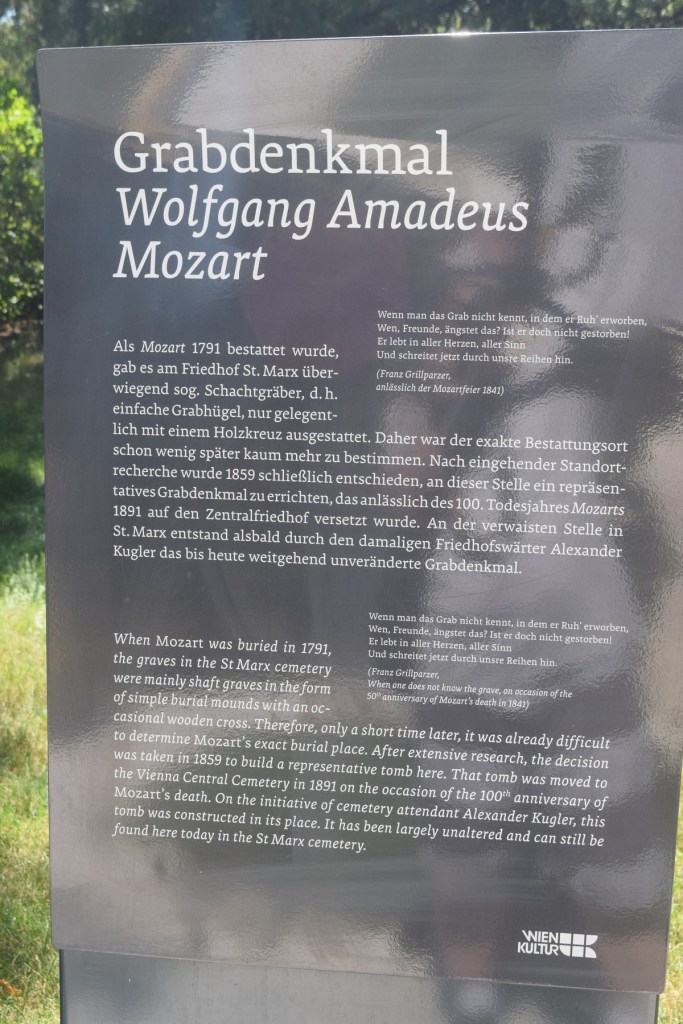 Grabdenkmal
Wolfgang Amadeus
Mozart
Wenn man das Grab nicht kennt, in dem er Ruh' erworben,
Wen, Freunde, ängstet das? Ist er doch nicht gestorben!
Er lebt in aller Herzen, aller Sinn
Und schreitet jetzt durch unsre Reihen hin.
(Franz Grillparzer,
anlässlich der Mozartfeier 1841)
Als Mozart 1791 bestattet wurde,
gab es am Friedhof St. Marx über-
wiegend sog. Schachtgräber, d. h.
einfache Grabhügel, nur gelegent-
lich mit einem Holzkreuz ausgestattet. Daher war der exakte Bestattungsort
schon wenig später kaum mehr zu bestimmen. Nach eingehender Standort-
recherche wurde 1859 schließlich entschieden, an dieser Stelle ein repräsen-
tatives Grabdenkmal zu errichten, das anlässlich des 100. Todesjahres Mozarts
1891 auf den Zentralfriedhof versetzt wurde. An der verwaisten Stelle in
St. Marx entstand alsbald durch den damaligen Friedhofswärter Alexander
Kugler das bis heute weitgehend unveränderte Grabdenkmal.
Wenn man das Grab nicht kennt, in dem er Ruh' erworben,
Wen, Freunde, ängstet das? Ist er doch nicht gestorben!
Er lebt in aller Herzen, aller Sinn
Und schreitet jetzt durch unsre Reihen hin.
(Franz Grillparzer,
When one does not know the grave, on occasion of the
50th anniversary of Mozart's death in 1841)
When Mozart was buried in 1791,
the graves in the St Marx cemetery
were mainly shaft graves in the form
of simple burial mounds with an oc-
casional wooden cross. Therefore, only a short time later, it was already difficult
to determine Mozart's exact burial place. After extensive research, the decision
was taken in 1859 to build a representative tomb here. That tomb was moved to
the Vienna Central Cemetery in 1891 on the occasion of the 100th anniversary of
Mozart's death. On the initiative of cemetery attendant Alexander Kugler, this
tomb was constructed in its place. It has been largely unaltered and can still be
found here today in the St Marx cemetery.
WIEN
KULTUR